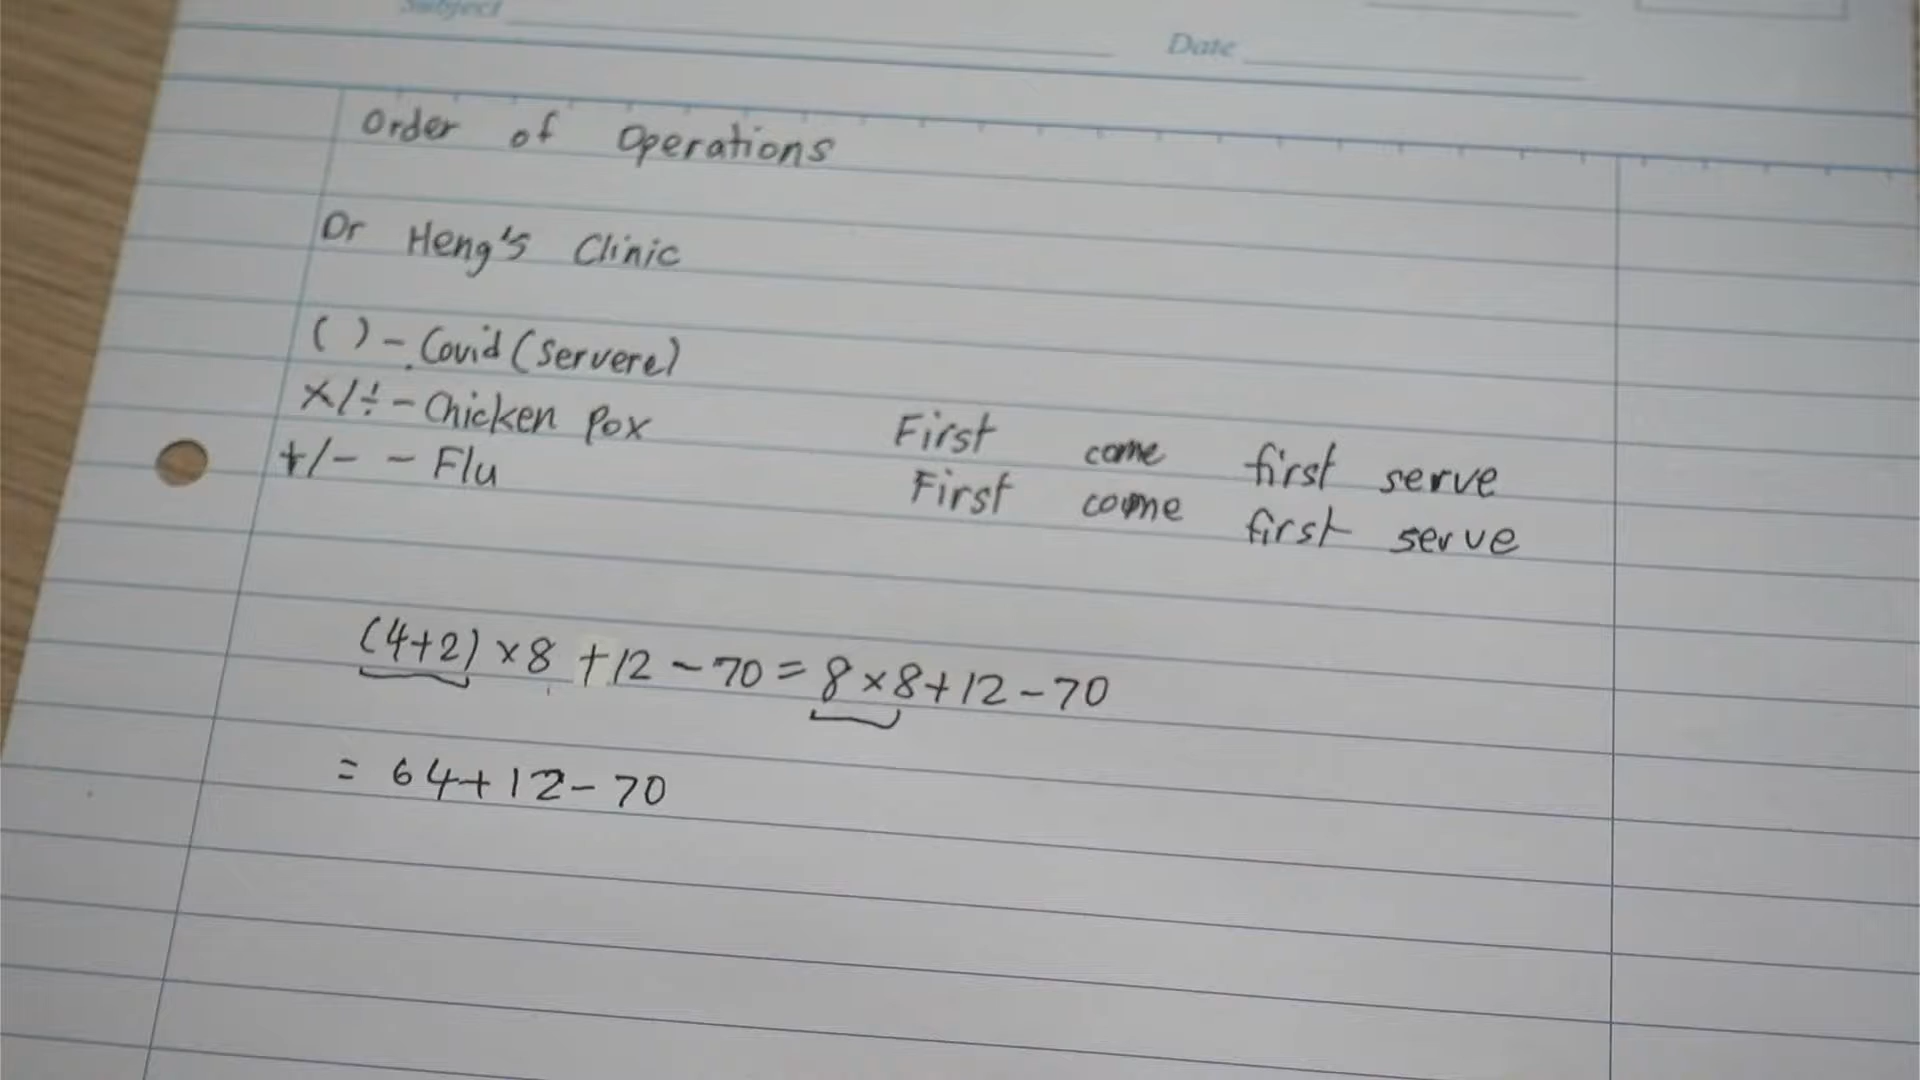 Subject
Date
Order of Operations
Dr Heng's Clinic
( ) - Covid (Servere)
×/÷ - Chicken Pox First come first serve
+/- - Flu First come first serve
(4+2) × 8 + 12 - 70 = 8 × 8 + 12 - 70
= 64 + 12 - 70